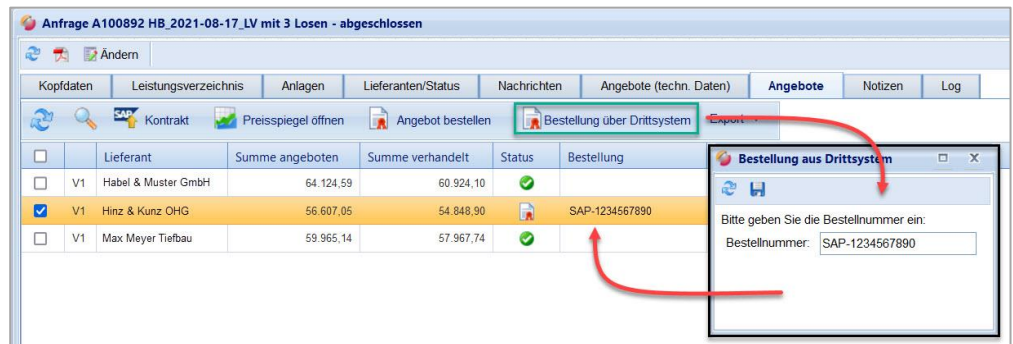 Anfrage A100892 HB_2021-08-17_LV mit 3 Losen - abgeschlossen
Ändern
Kopfdaten Leistungsverzeichnis Anlagen Lieferanten/Status Nachrichten Angebote (techn. Daten) Angebote Notizen Log
SAP Kontrakt Preisspiegel öffnen Angebot bestellen Bestellung über Drittsystem Export
Lieferant Summe angeboten Summe verhandelt Status Bestellung
V1 Habel & Muster GmbH 64.124,59 60.924,10
V1 Hinz & Kunz OHG 56.607,05 54.848,90 SAP-1234567890
V1 Max Meyer Tiefbau 59.965,14 57.967,74
Bestellung aus Drittsystem X
Bitte geben Sie die Bestellnummer ein:
Bestellnummer: SAP-1234567890